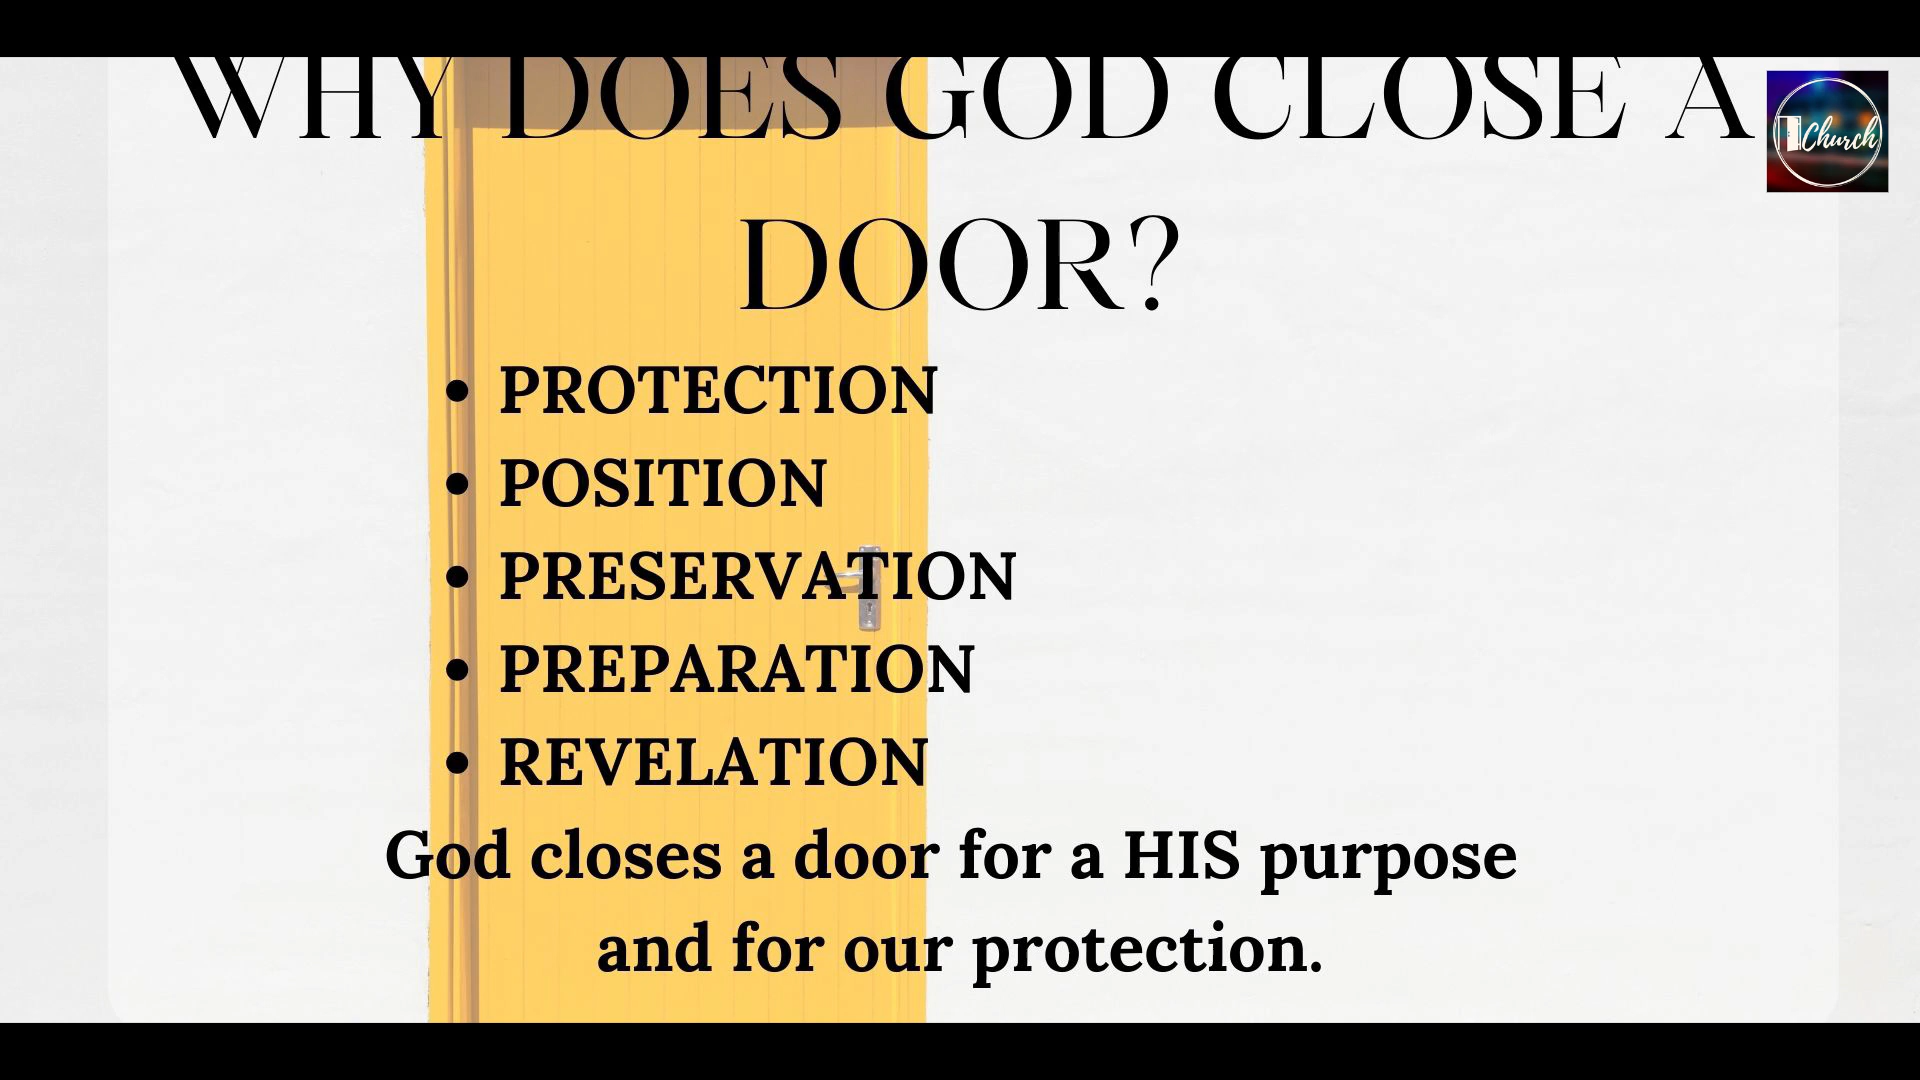 WHY DOES GOD CLOSE A
Church
DOOR?
• PROTECTION
• POSITION
• PRESERVATION
• PREPARATION
• REVELATION
God closes a door for a HIS purpose
and for our protection.